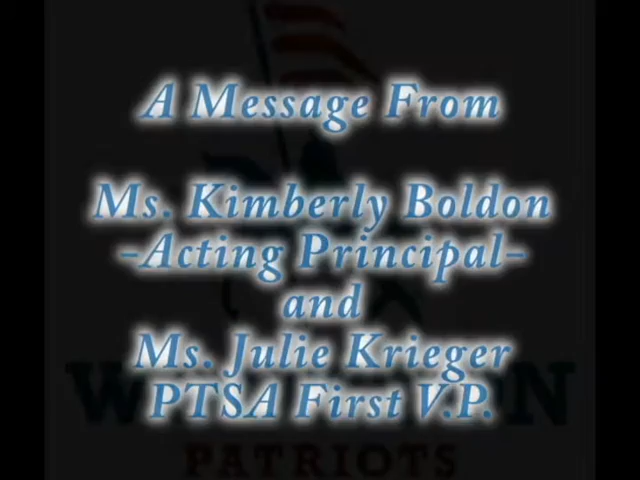 A Message From
Ms. Kimberly Boldon
-Acting Principal-
and
Ms. Julie Krieger
PTSA First V.P.
PATRIOTS